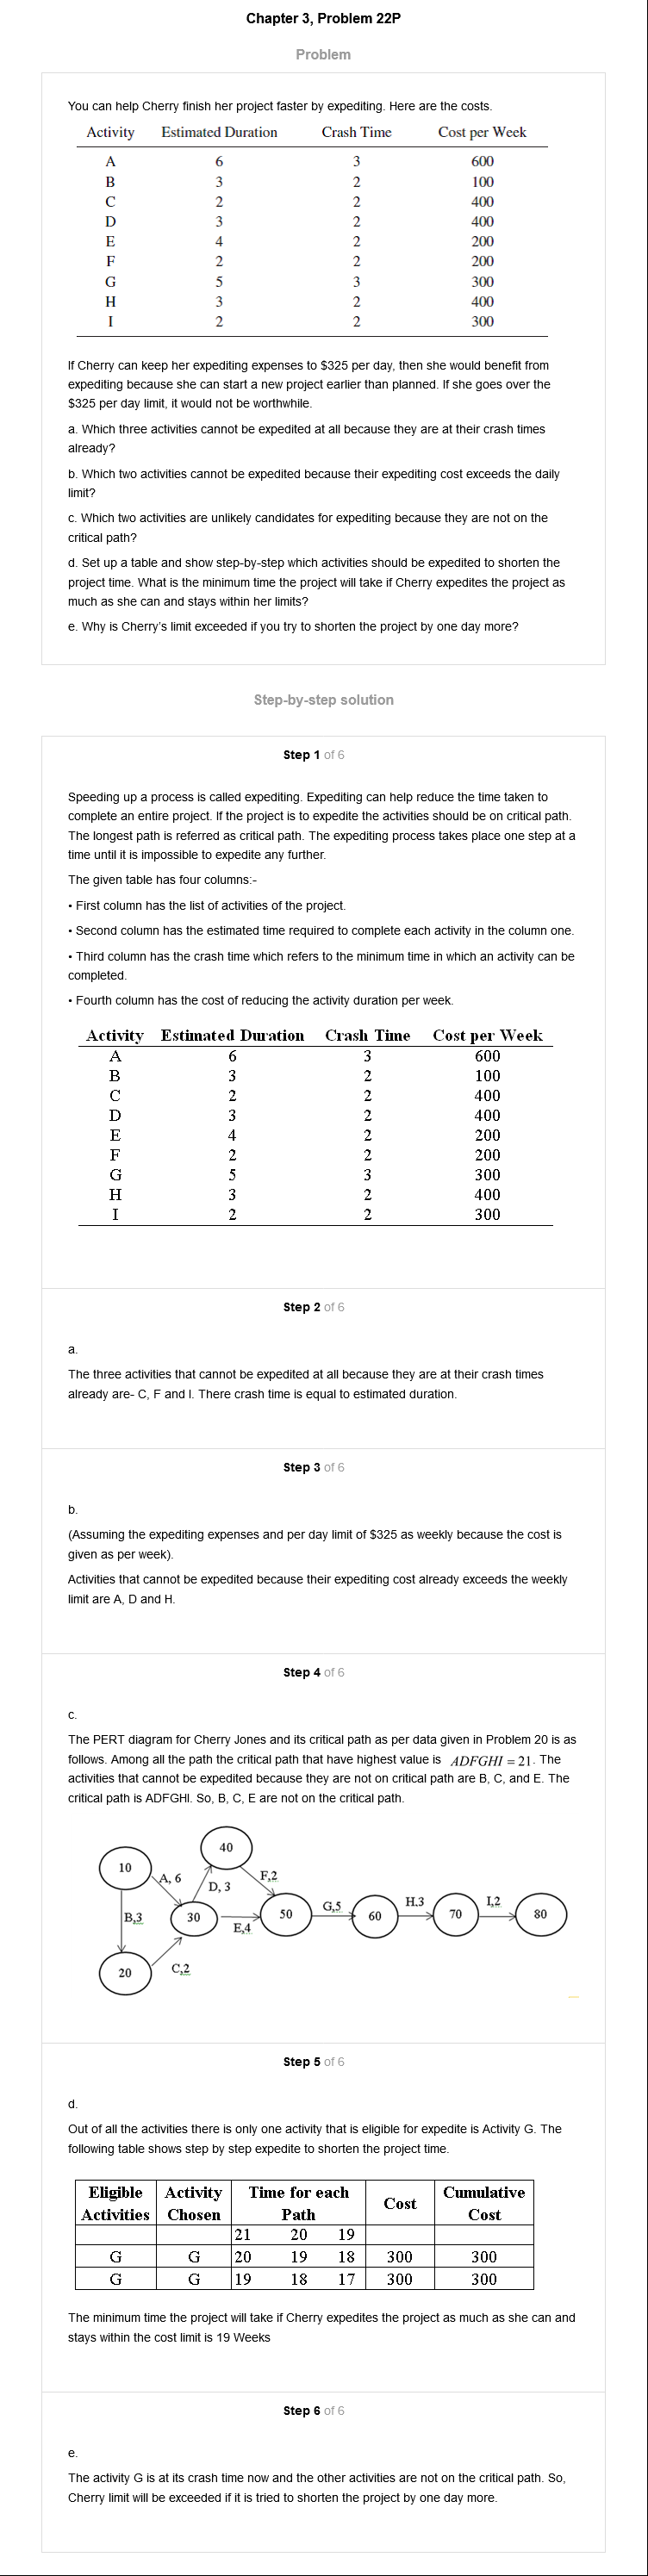 Chapter 3, Problem 22P
Problem
You can help Cherry finish her project faster by expediting. Here are the costs.
Activity Estimated Duration Crash Time Cost per Week
A 6 3 600
B 3 2 100
C 2 2 400
D 3 2 400
E 4 2 200
F 2 2 200
G 5 3 300
H 3 2 400
I 2 2 300
If Cherry can keep her expediting expenses to $325 per day, then she would benefit from
expediting because she can start a new project earlier than planned. If she goes over the
$325 per day limit, it would not be worthwhile.
a. Which three activities cannot be expedited at all because they are at their crash times
already?
b. Which two activities cannot be expedited because their expediting cost exceeds the daily
limit?
c. Which two activities are unlikely candidates for expediting because they are not on the
critical path?
d. Set up a table and show step-by-step which activities should be expedited to shorten the
project time. What is the minimum time the project will take if Cherry expedites the project as
much as she can and stays within her limits?
e. Why is Cherry's limit exceeded if you try to shorten the project by one day more?
Step-by-step solution
Step 1 of 6
Speeding up a process is called expediting. Expediting can help reduce the time taken to
complete an entire project. If the project is to expedite the activities should be on critical path.
The longest path is referred as critical path. The expediting process takes place one step at a
time until it is impossible to expedite any further.
The given table has four columns:-
• First column has the list of activities of the project.
• Second column has the estimated time required to complete each activity in the column one.
• Third column has the crash time which refers to the minimum time in which an activity can be
completed.
• Fourth column has the cost of reducing the activity duration per week.
Activity Estimated Duration Crash Time Cost per Week
A 6 3 600
B 3 2 100
C 2 2 400
D 3 2 400
E 4 2 200
F 2 2 200
G 5 3 300
H 3 2 400
I 2 2 300
Step 2 of 6
a.
The three activities that cannot be expedited at all because they are at their crash times
already are- C, F and I. There crash time is equal to estimated duration.
Step 3 of 6
b.
(Assuming the expediting expenses and per day limit of $325 as weekly because the cost is
given as per week).
Activities that cannot be expedited because their expediting cost already exceeds the weekly
limit are A, D and H.
Step 4 of 6
c.
The PERT diagram for Cherry Jones and its critical path as per data given in Problem 20 is as
follows. Among all the path the critical path that have highest value is ADFGHI = 21. The
activities that cannot be expedited because they are not on critical path are B, C, and E. The
critical path is ADFGHI. So, B, C, E are not on the critical path.
40
10
A, 6
D, 3
F,2
B,3
30
E,4
50
G,5
60
H.3
70
I,2
80
20
C,2
Step 5 of 6
d.
Out of all the activities there is only one activity that is eligible for expedite is Activity G. The
following table shows step by step expedite to shorten the project time.
Eligible Activity Time for each Cost Cumulative
Activities Chosen Path Cost
21 20 19
G G 20 19 18 300 300
G G 19 18 17 300 300
The minimum time the project will take if Cherry expedites the project as much as she can and
stays within the cost limit is 19 Weeks
Step 6 of 6
e.
The activity G is at its crash time now and the other activities are not on the critical path. So,
Cherry limit will be exceeded if it is tried to shorten the project by one day more.